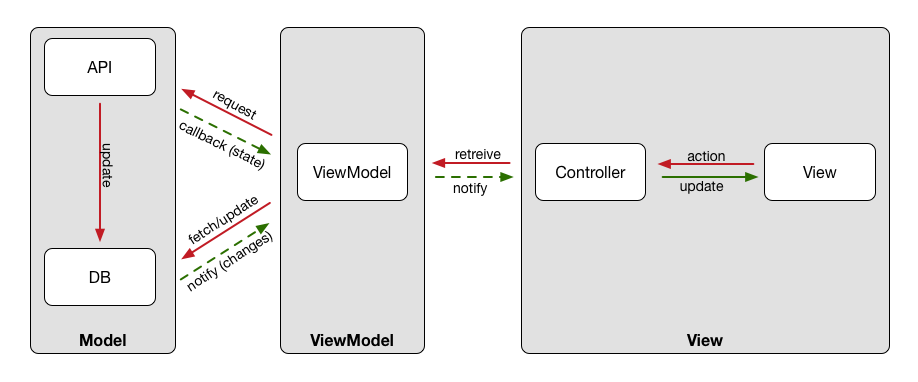 API
update
DB
Model
request
callback (state)
fetch/update
notify (changes)
ViewModel
ViewModel
retreive
notify
Controller
action
update
View
View